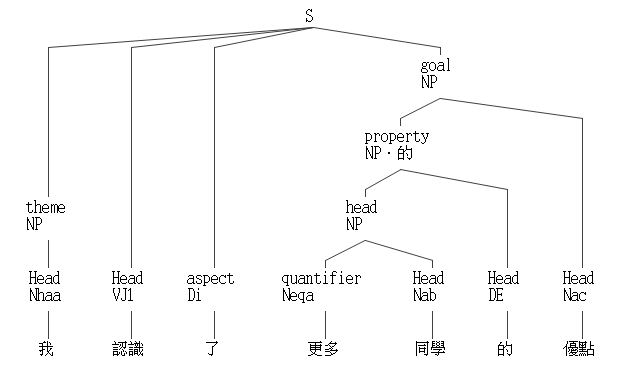 S
goal
NP
property
NP‧的
theme
NP
head
NP
Head Head aspect quantifier Head Head Head
Nhaa VJ1 Di Neqa Nab DE Nac
我 認識 了 更多 同學 的 優點